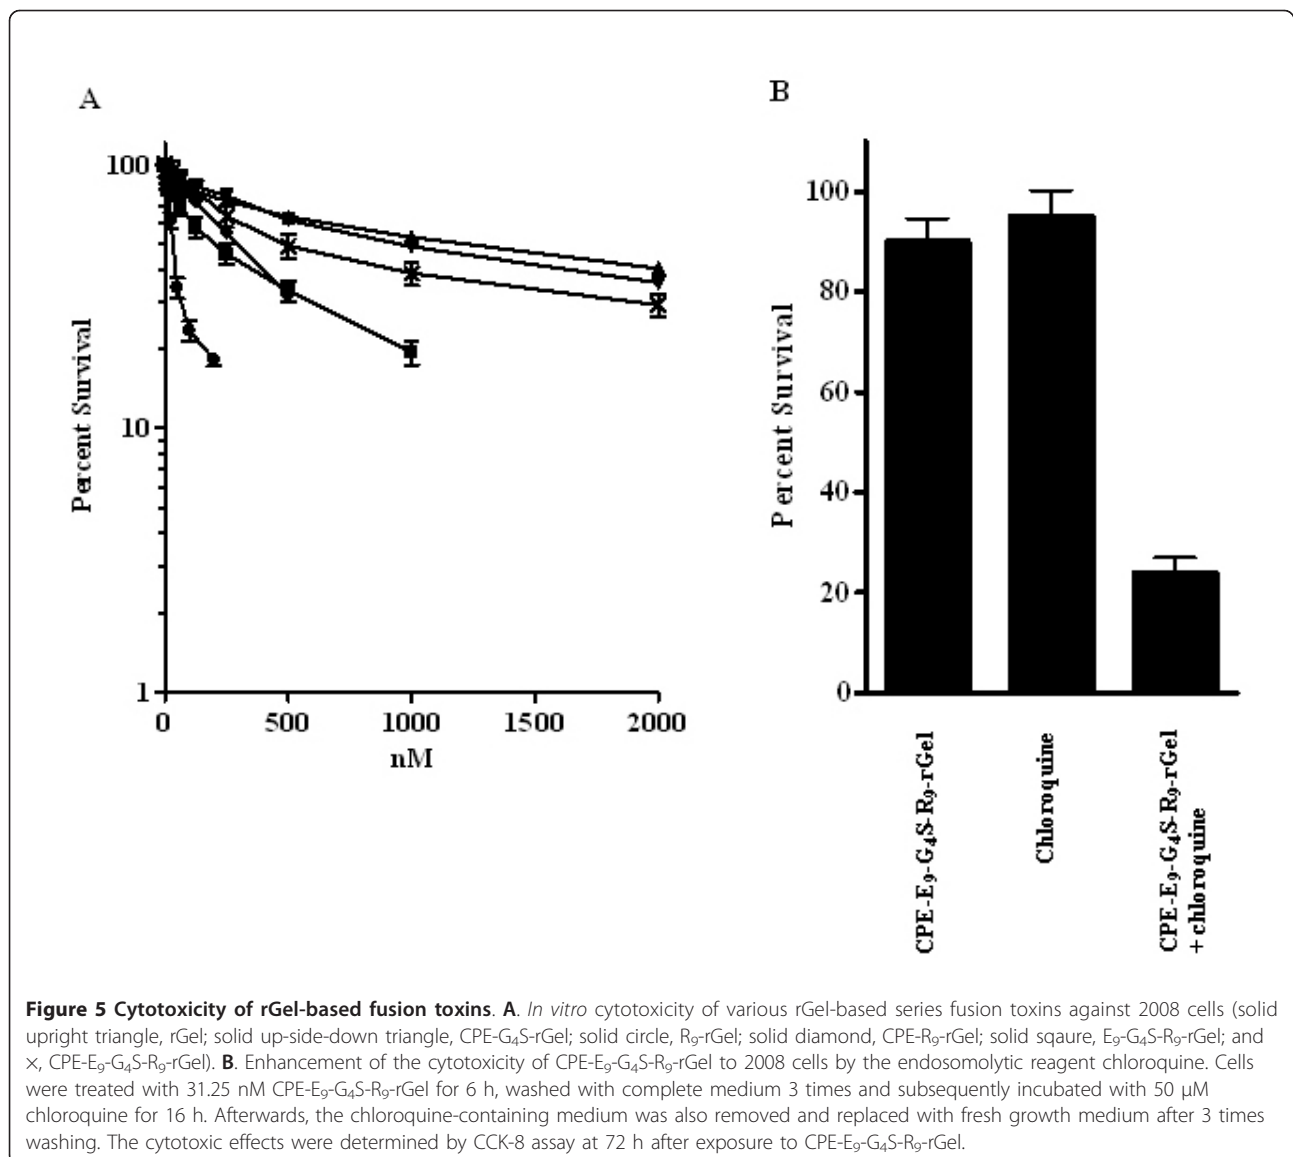 A
100
10
1
Percent Survival
0 500 1000 1500 2000
nM
B
100
80
60
40
20
0
Percent Survival
CPE-E₉-G₄S-R₉-rGel
Chloroquine
CPE-E₉-G₄S-R₉-rGel
+ chloroquine
Figure 5 Cytotoxicity of rGel-based fusion toxins. A. In vitro cytotoxicity of various rGel-based series fusion toxins against 2008 cells (solid
upright triangle, rGel; solid up-side-down triangle, CPE-G₄S-rGel; solid circle, R₉-rGel; solid diamond, CPE-R₉-rGel; solid sqaure, E₉-G₄S-R₉-rGel; and
×, CPE-E₉-G₄S-R₉-rGel). B. Enhancement of the cytotoxicity of CPE-E₉-G₄S-R₉-rGel to 2008 cells by the endosomolytic reagent chloroquine. Cells
were treated with 31.25 nM CPE-E₉-G₄S-R₉-rGel for 6 h, washed with complete medium 3 times and subsequently incubated with 50 μM
chloroquine for 16 h. Afterwards, the chloroquine-containing medium was also removed and replaced with fresh growth medium after 3 times
washing. The cytotoxic effects were determined by CCK-8 assay at 72 h after exposure to CPE-E₉-G₄S-R₉-rGel.